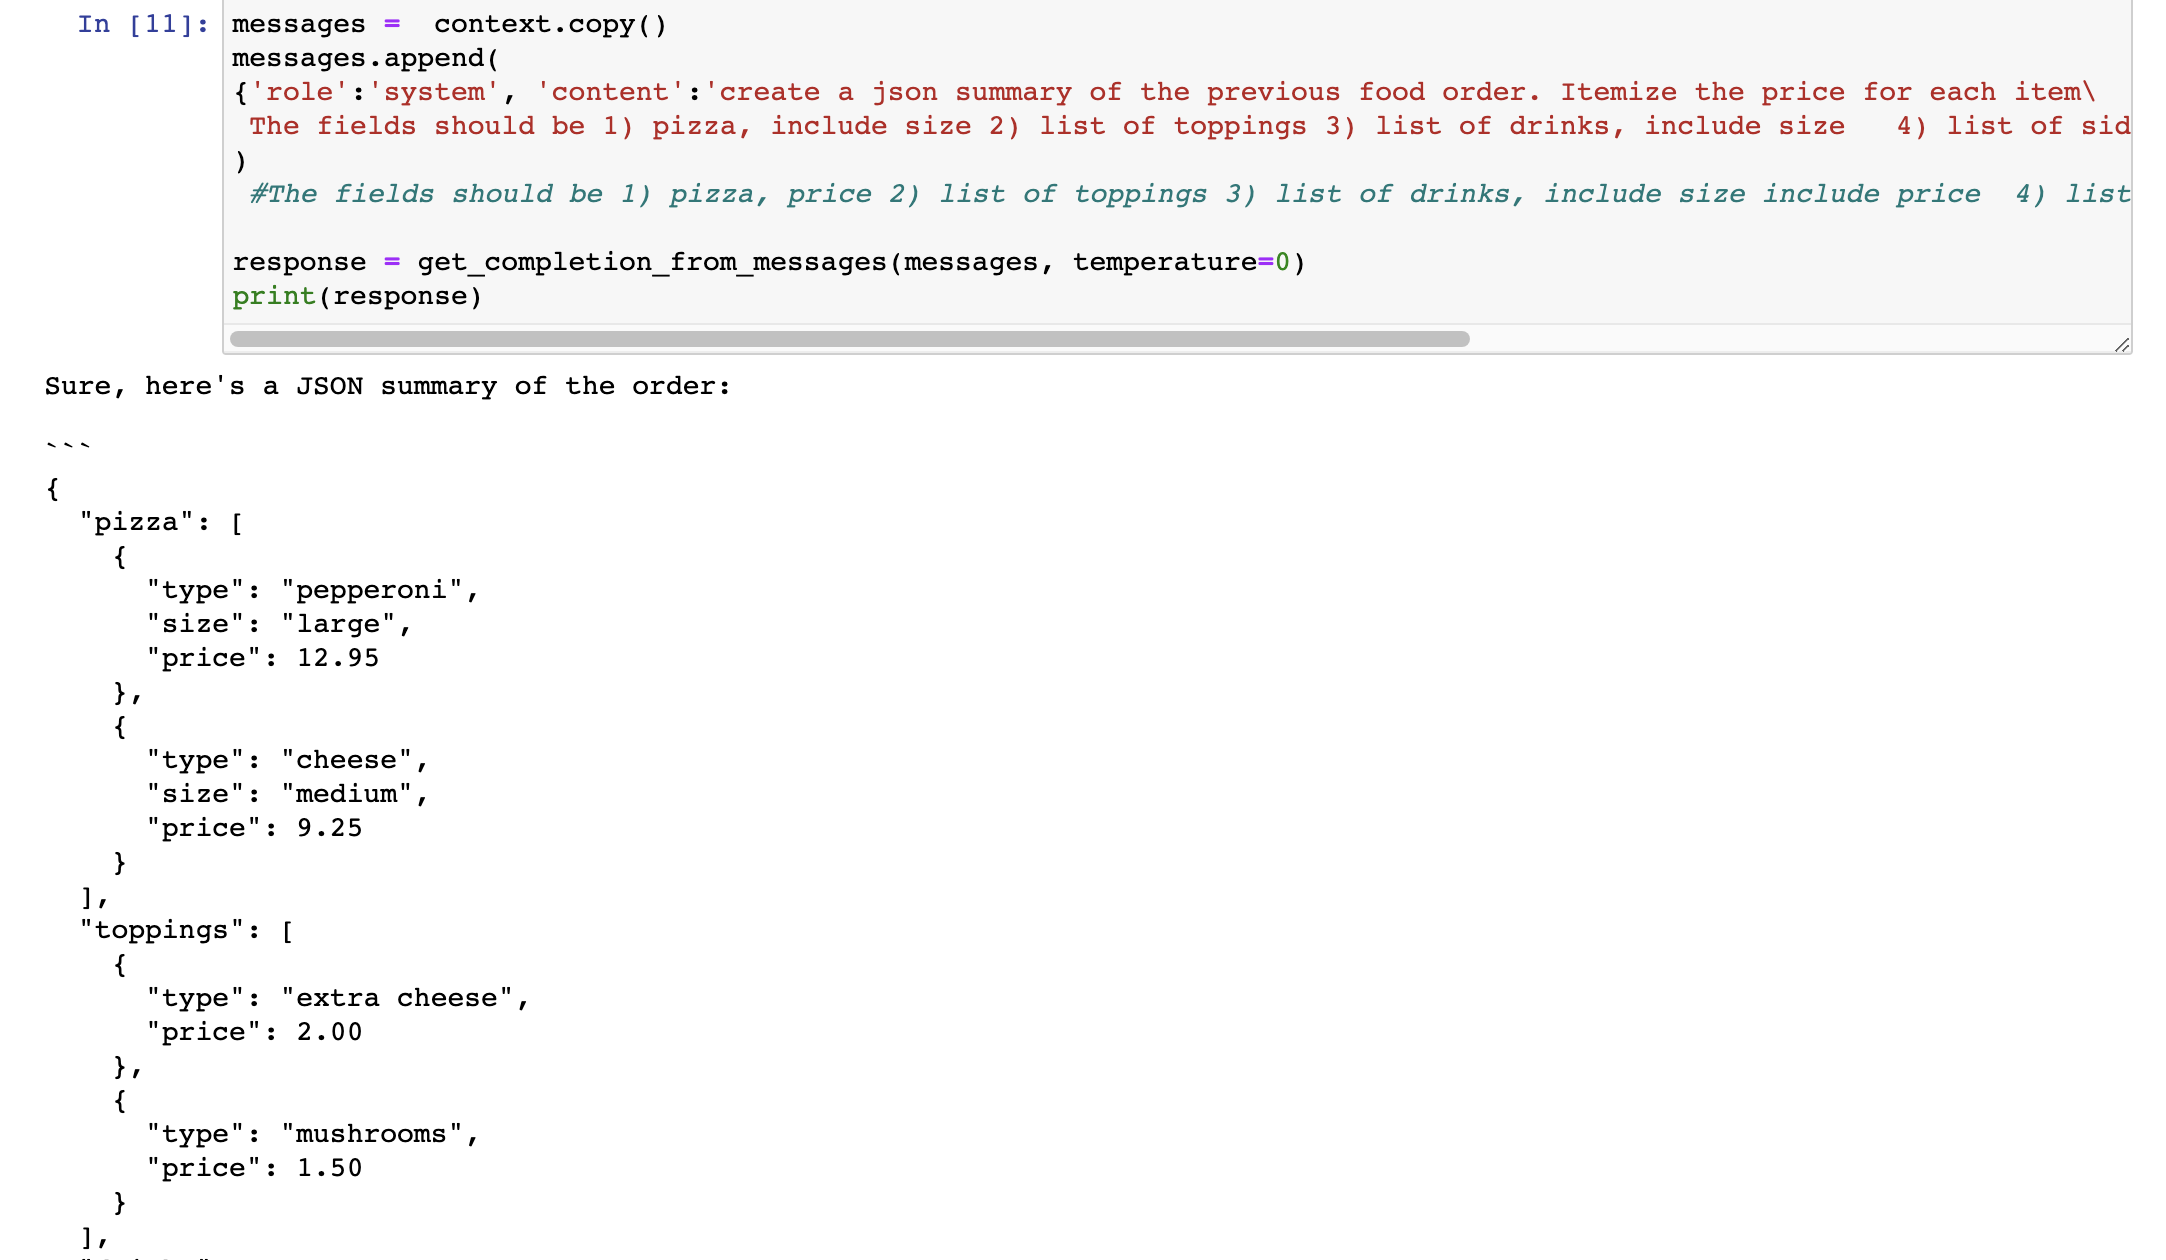 In [11]: messages =  context.copy()
messages.append(
{'role':'system', 'content':'create a json summary of the previous food order. Itemize the price for each item\
 The fields should be 1) pizza, include size 2) list of toppings 3) list of drinks, include size   4) list of sid
)
 #The fields should be 1) pizza, price 2) list of toppings 3) list of drinks, include size include price  4) list
response = get_completion_from_messages(messages, temperature=0)
print(response)
Sure, here's a JSON summary of the order:
```
{
  "pizza": [
    {
      "type": "pepperoni",
      "size": "large",
      "price": 12.95
    },
    {
      "type": "cheese",
      "size": "medium",
      "price": 9.25
    }
  ],
  "toppings": [
    {
      "type": "extra cheese",
      "price": 2.00
    },
    {
      "type": "mushrooms",
      "price": 1.50
    }
  ],